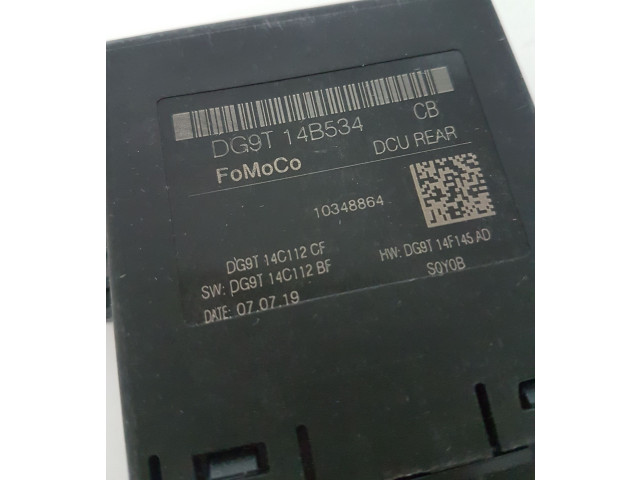 DG9T 14B534 CB
FoMoCo DCU REAR
10348864
DG9T 14C112 CF
SW: DG9T 14C112 BF HW: DG9T 14F145 AD
DATE: 07.07.19 S0Y0B